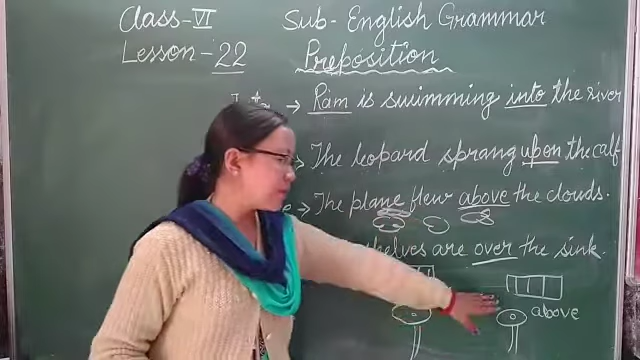 Class-VI Sub-English Grammar
Lesson-22 Preposition
→ Ram is swimming into the river
→ The leopard sprang upon the calf
→ The plane flew above the clouds.
shelves are over the sink.
above